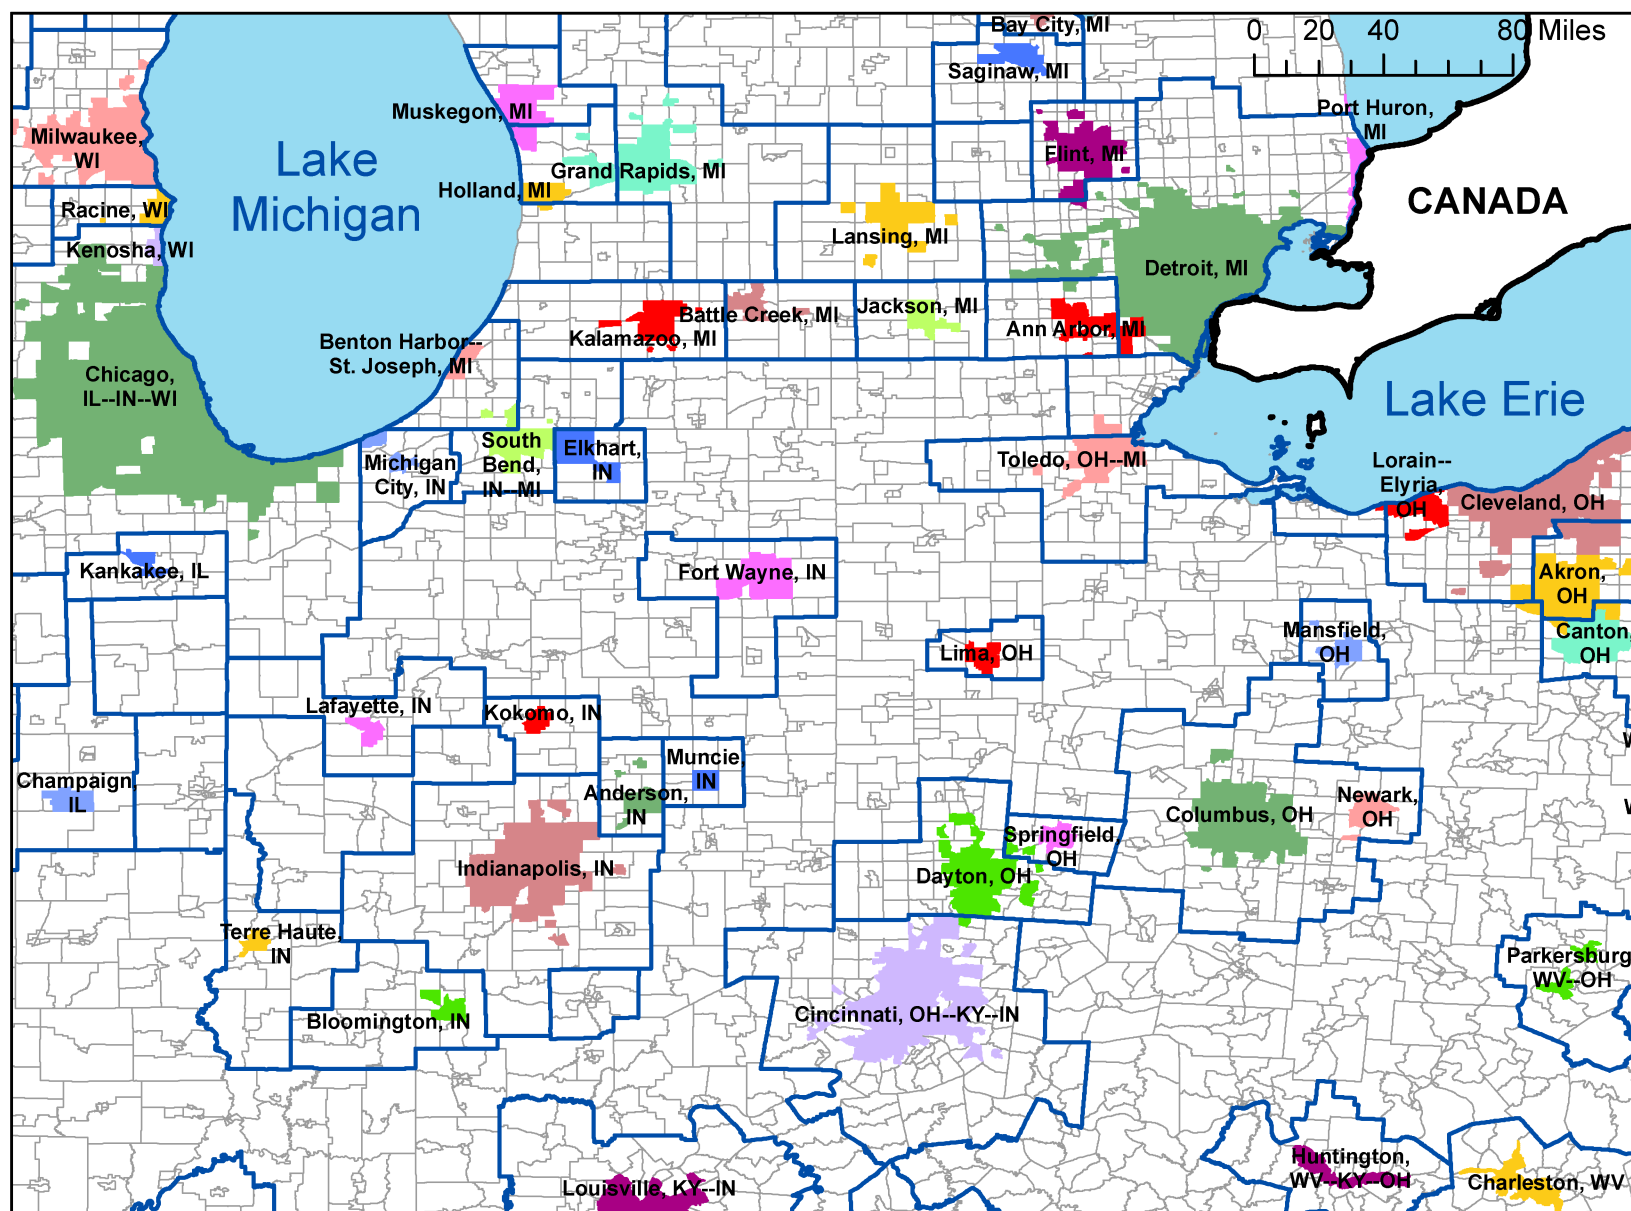 Bay City, MI
0 20 40 80 Miles
Saginaw, MI
Muskegon, MI
Port Huron,
MI
Milwaukee,
WI
Lake
Michigan
Flint, MI
Grand Rapids, MI
Holland, MI
CANADA
Racine, WI
Kenosha, WI
Lansing, MI
Detroit, MI
Battle Creek, MI
Jackson, MI
Kalamazoo, MI
Ann Arbor, MI
Benton Harbor--
St. Joseph, MI
Chicago,
IL--IN--WI
Lake Erie
South
Bend,
IN--MI
Elkhart,
IN
Michigan
City, IN
Toledo, OH--MI
Lorain--
Elyria,
OH
Cleveland, OH
Kankakee, IL
Fort Wayne, IN
Akron,
OH
Mansfield,
OH
Canton,
OH
Lima, OH
Lafayette, IN
Kokomo, IN
W
Muncie,
IN
Champaign,
IL
Anderson,
IN
Newark,
OH
Columbus, OH
W
Springfield,
OH
Indianapolis, IN
Dayton, OH
Terre Haute,
IN
Parkersburg
WV--OH
Bloomington, IN
Cincinnati, OH--KY--IN
Huntington,
WV--KY--OH
Louisville, KY--IN
Charleston, WV